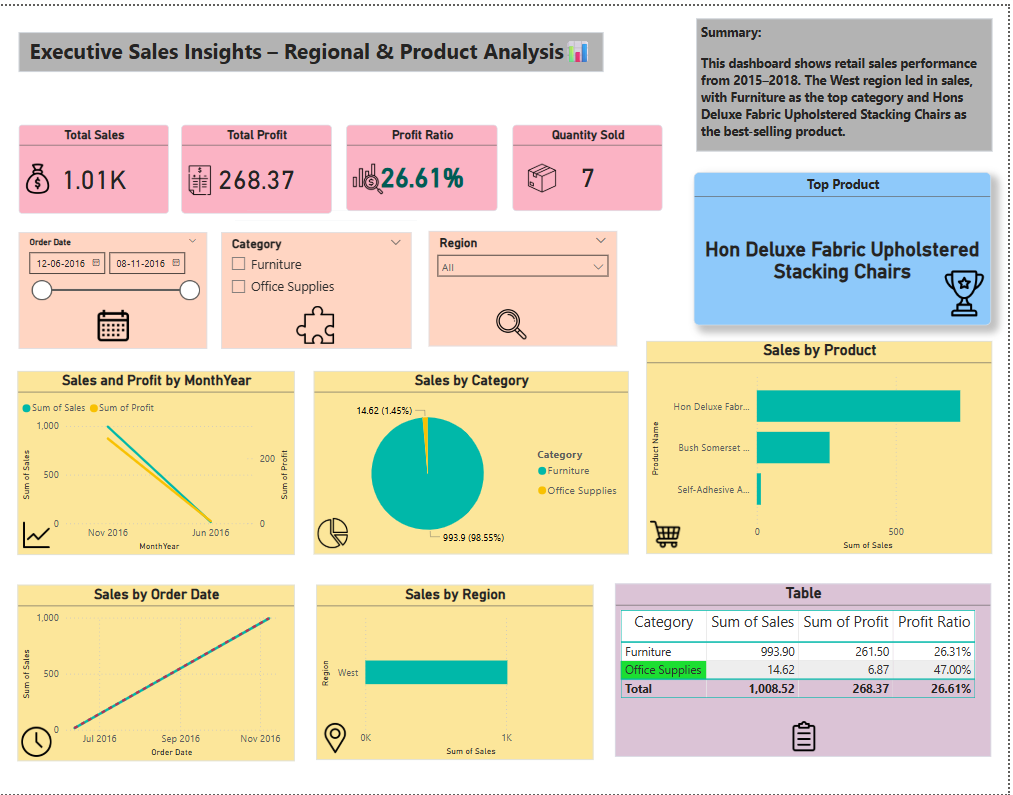 Executive Sales Insights – Regional & Product Analysis
Summary:
This dashboard shows retail sales performance
from 2015–2018. The West region led in sales,
with Furniture as the top category and Hons
Deluxe Fabric Upholstered Stacking Chairs as
the best-selling product.
Total Sales
1.01K
Total Profit
268.37
Profit Ratio
26.61%
Quantity Sold
7
Top Product
Hon Deluxe Fabric Upholstered
Stacking Chairs
Order Date
12-06-2016 08-11-2016
Category
Furniture
Office Supplies
Region
All
Sales and Profit by MonthYear
Sum of Sales Sum of Profit
Sum of Sales
1,000
500
0
Sum of Profit
200
0
Nov 2016 Jun 2016
MonthYear
Sales by Category
14.62 (1.45%)
993.9 (98.55%)
Category
Furniture
Office Supplies
Sales by Product
Product Name
Hon Deluxe Fabr...
Bush Somerset ...
Self-Adhesive A...
0 500
Sum of Sales
Sales by Order Date
Sum of Sales
1,000
500
0
Jul 2016 Sep 2016 Nov 2016
Order Date
Sales by Region
Region
West
0K 1K
Sum of Sales
Table
Category Sum of Sales Sum of Profit Profit Ratio
Furniture 993.90 261.50 26.31%
Office Supplies 14.62 6.87 47.00%
Total 1,008.52 268.37 26.61%